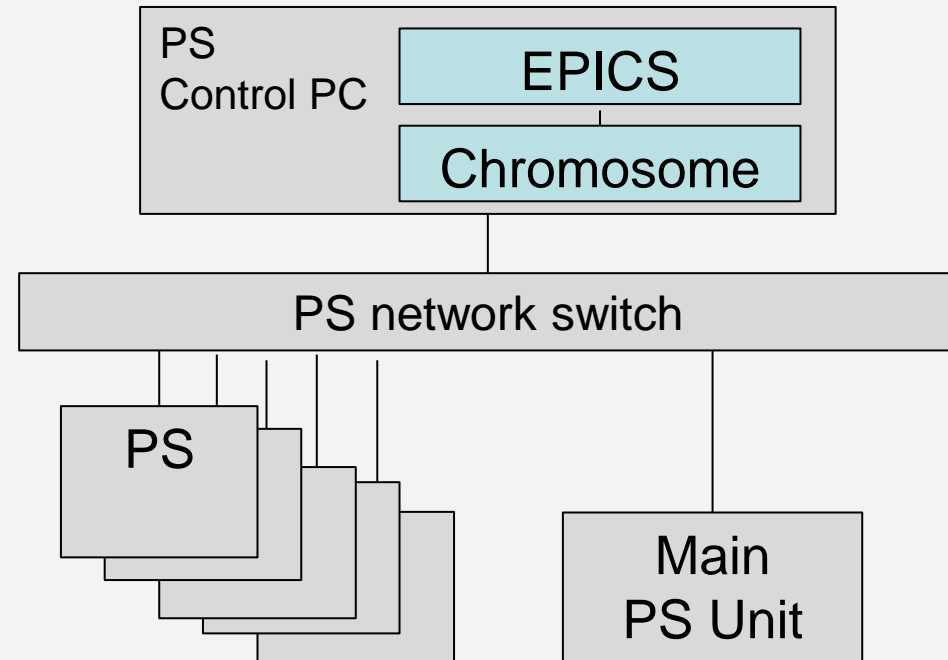 PS
Control PC
EPICS
Chromosome
PS network switch
PS
Main
PS Unit